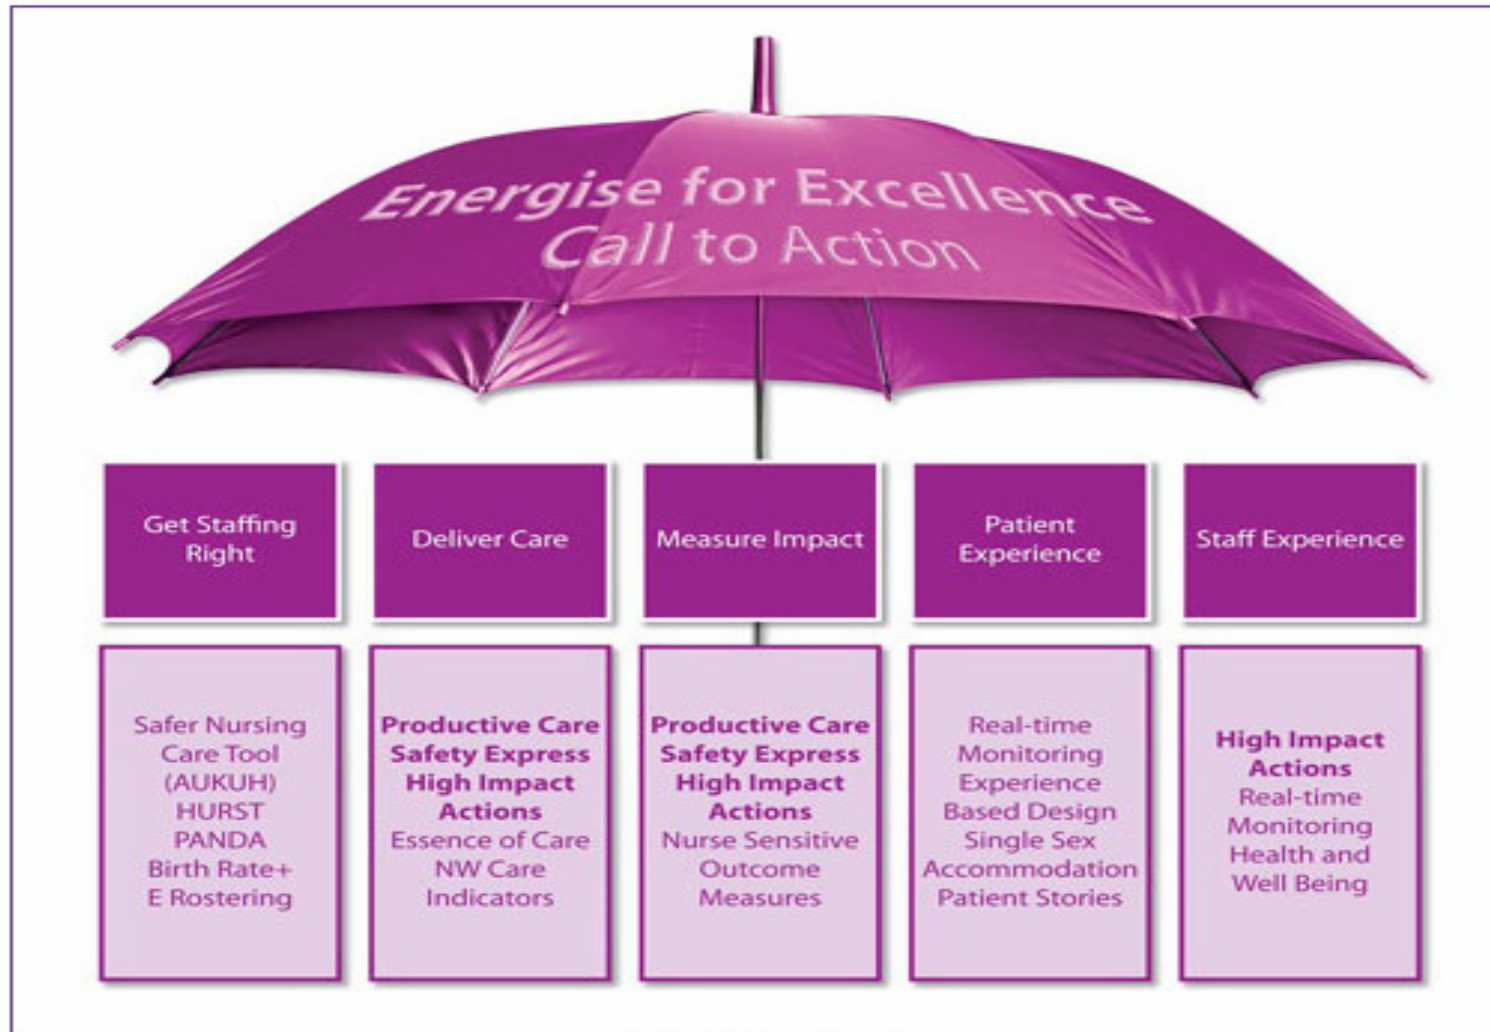 Energise for Excellence
Call to Action
Get Staffing
Right
Deliver Care
Measure Impact
Patient
Experience
Staff Experience
Safer Nursing
Care Tool
(AUKUH)
HURST
PANDA
Birth Rate+
E Rostering
Productive Care
Safety Express
High Impact
Actions
Essence of Care
NW Care
Indicators
Productive Care
Safety Express
High Impact
Actions
Nurse Sensitive
Outcome
Measures
Real-time
Monitoring
Experience
Based Design
Single Sex
Accommodation
Patient Stories
High Impact
Actions
Real-time
Monitoring
Health and
Well Being